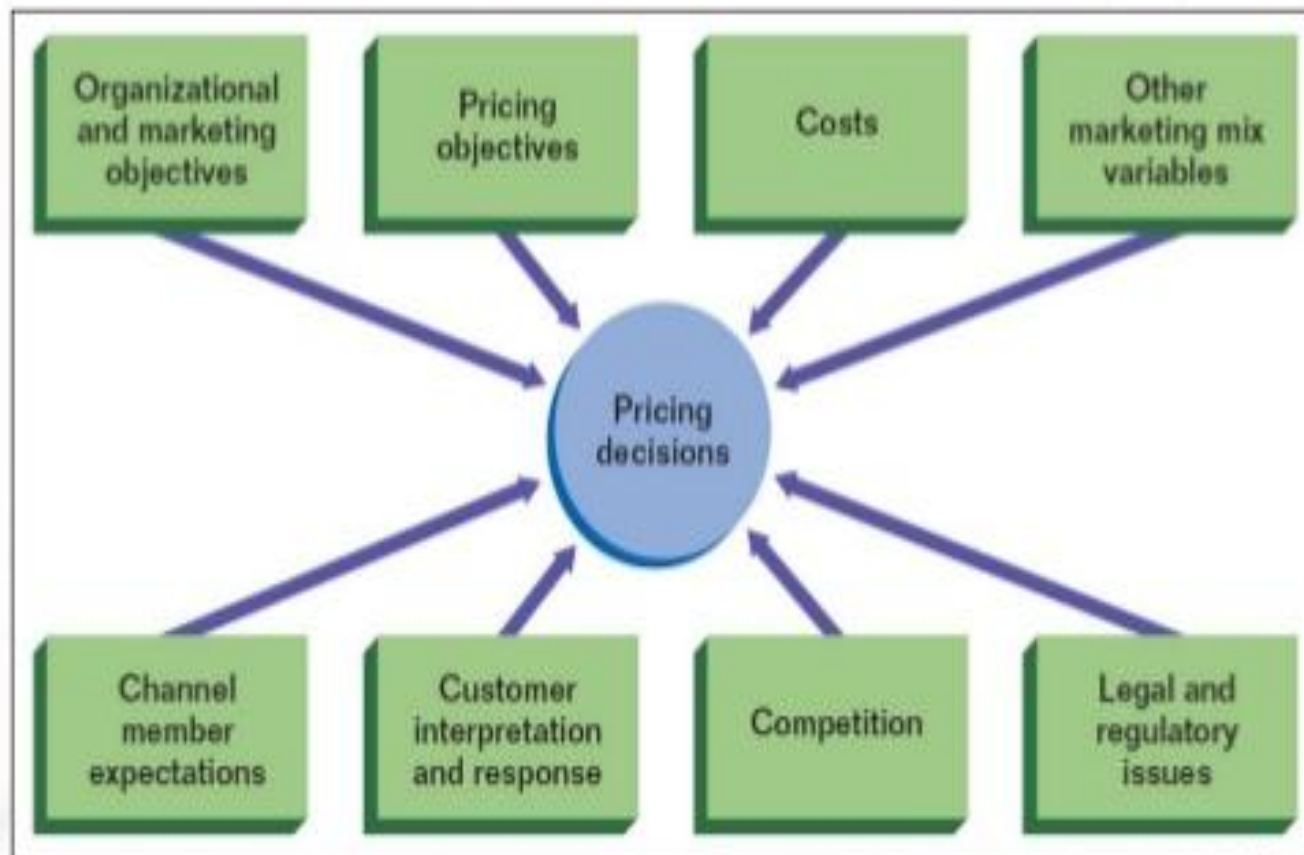 Organizational
and marketing
objectives
Pricing
objectives
Costs
Other
marketing mix
variables
Pricing
decisions
Channel
member
expectations
Customer
interpretation
and response
Competition
Legal and
regulatory
issues